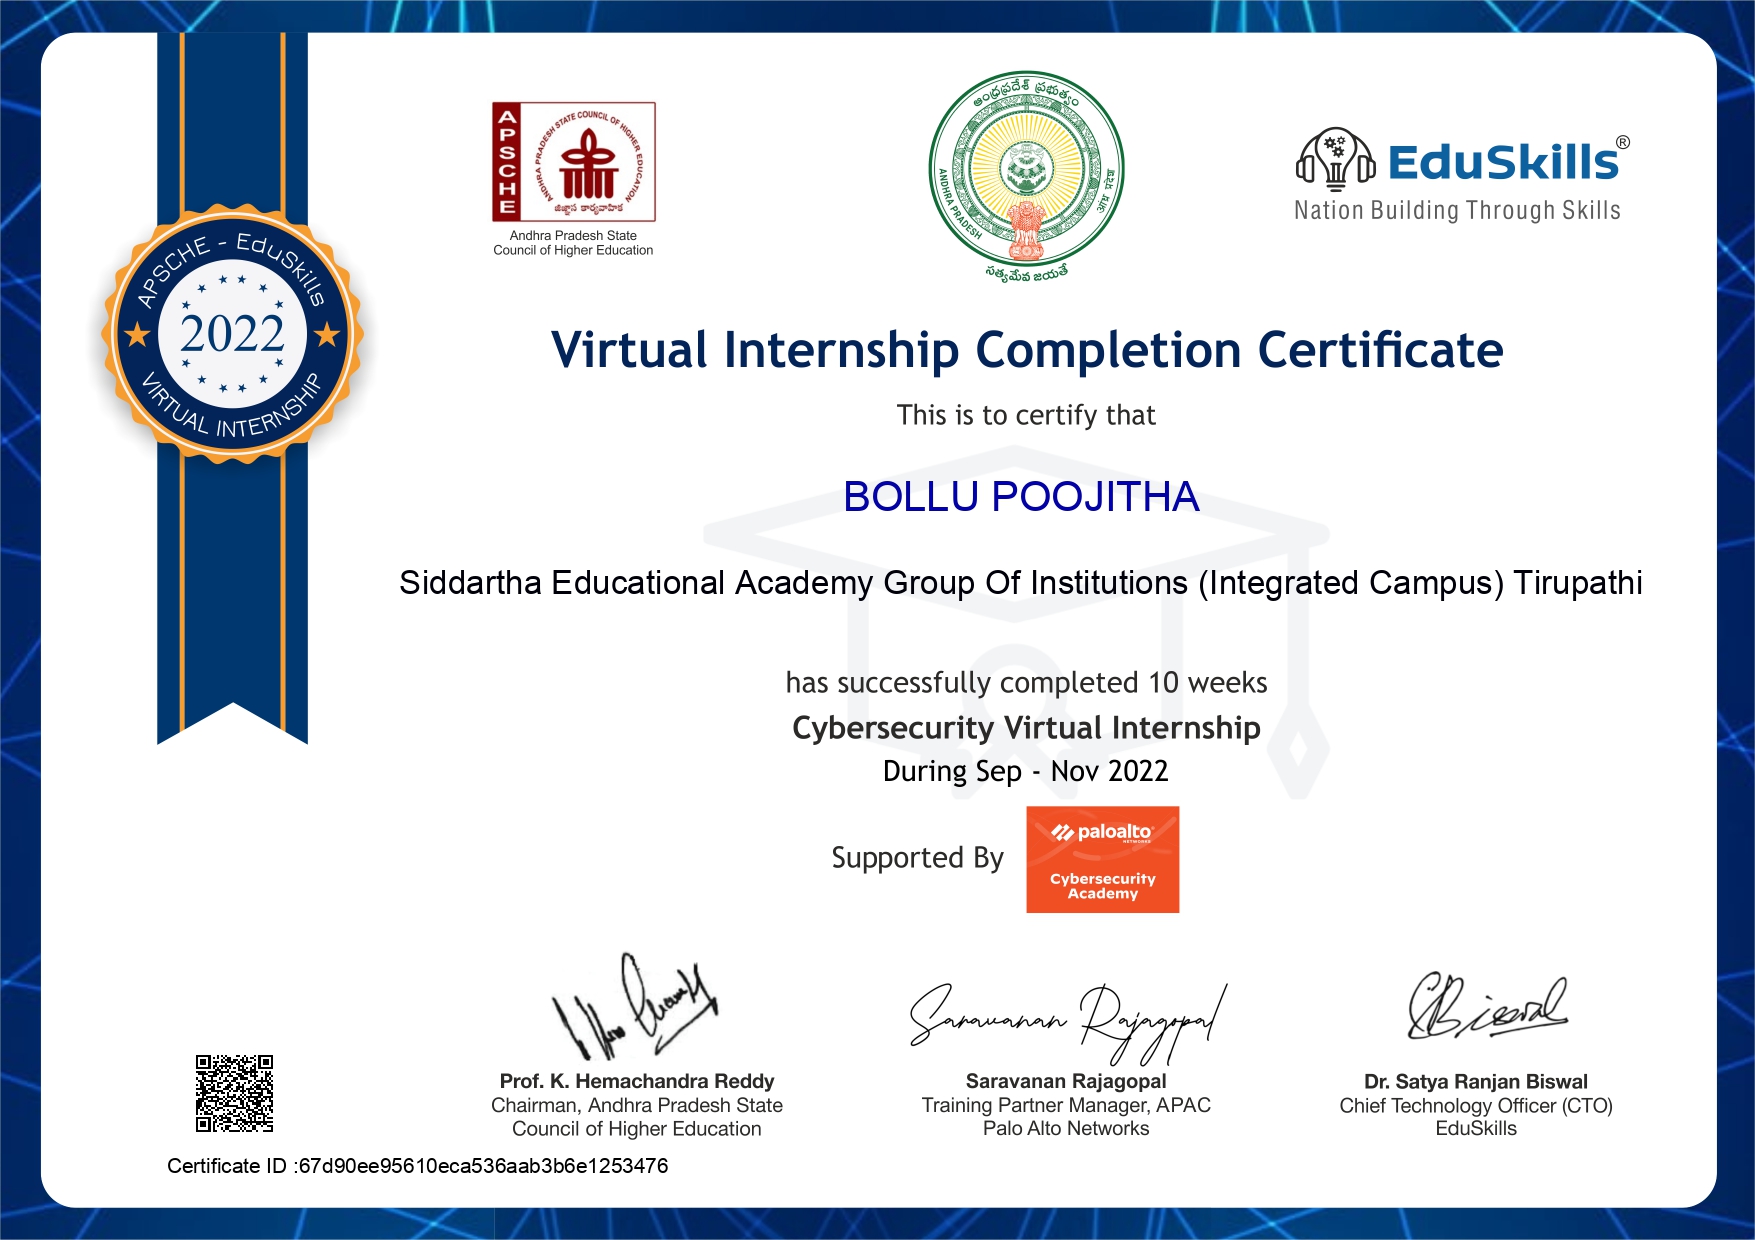 APSCHE
ANDHRA PRADESH STATE COUNCIL OF HIGHER EDUCATION
జిజ్ఞాస కార్యవాహిక
Andhra Pradesh State
Council of Higher Education
ఆంధ్రప్రదేశ్ ప్రభుత్వం
ANDHRA PRADESH
आंध्र प्रदेश
సత్యమేవ జయతే
EduSkills®
Nation Building Through Skills
APSCHE - EduSkills
2022
VIRTUAL INTERNSHIP
Virtual Internship Completion Certificate
This is to certify that
BOLLU POOJITHA
Siddartha Educational Academy Group Of Institutions (Integrated Campus) Tirupathi
has successfully completed 10 weeks
Cybersecurity Virtual Internship
During Sep - Nov 2022
Supported By
paloalto
NETWORKS
Cybersecurity
Academy
Saravanan Rajagopal
Prof. K. Hemachandra Reddy
Chairman, Andhra Pradesh State
Council of Higher Education
Saravanan Rajagopal
Training Partner Manager, APAC
Palo Alto Networks
Dr. Satya Ranjan Biswal
Chief Technology Officer (CTO)
EduSkills
Certificate ID :67d90ee95610eca536aab3b6e1253476